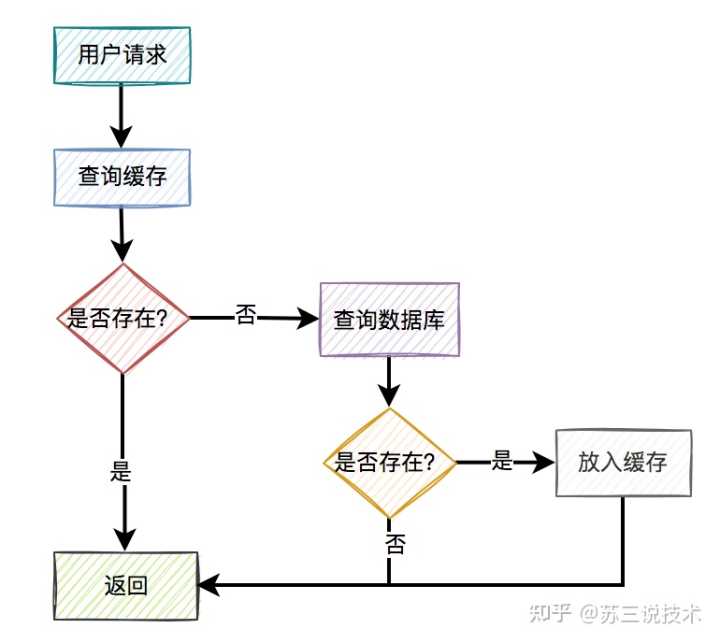 用户请求
查询缓存
是否存在?
否
查询数据库
是
是否存在?
是
放入缓存
否
返回
知乎 @苏三说技术